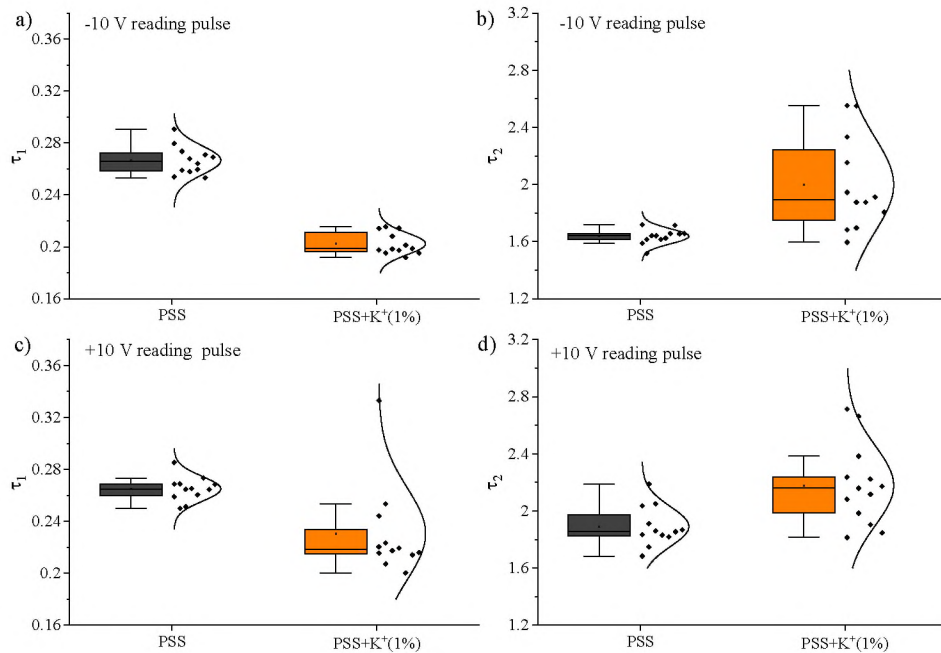 a)
-10 V reading pulse
0.36
0.32
0.28
0.24
0.2
0.16
τ1
PSS
PSS+K⁺(1%)
b)
-10 V reading pulse
3.2
2.8
2.4
2
1.6
1.2
τ2
PSS
PSS+K⁺(1%)
c)
+10 V reading pulse
0.36
0.32
0.28
0.24
0.2
0.16
τ1
PSS
PSS+K⁺(1%)
d)
+10 V reading pulse
3.2
2.8
2.4
2
1.6
1.2
τ2
PSS
PSS+K⁺(1%)